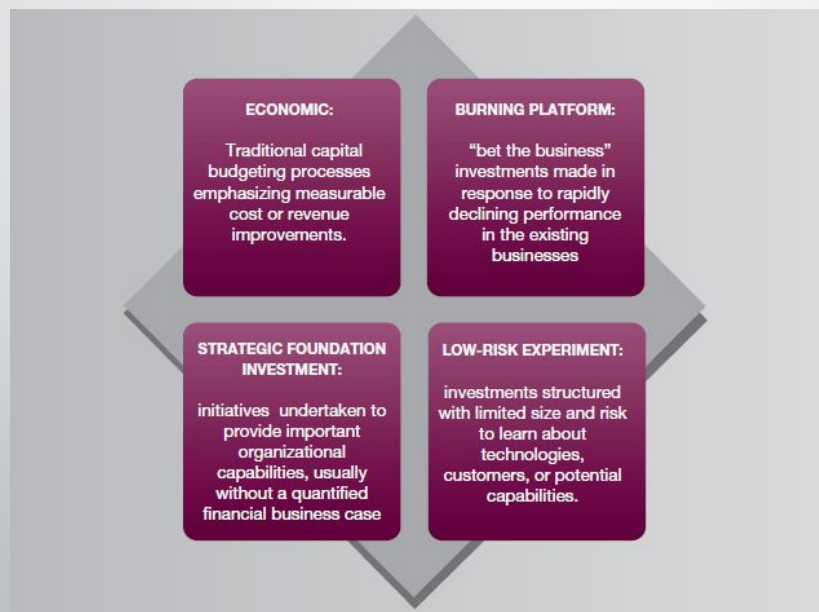 ECONOMIC:
Traditional capital
budgeting processes
emphasizing measurable
cost or revenue
improvements.
BURNING PLATFORM:
“bet the business”
investments made in
response to rapidly
declining performance
in the existing
businesses
STRATEGIC FOUNDATION
INVESTMENT:
initiatives undertaken to
provide important
organizational
capabilities, usually
without a quantified
financial business case
LOW-RISK EXPERIMENT:
investments structured
with limited size and risk
to learn about
technologies,
customers, or potential
capabilities.